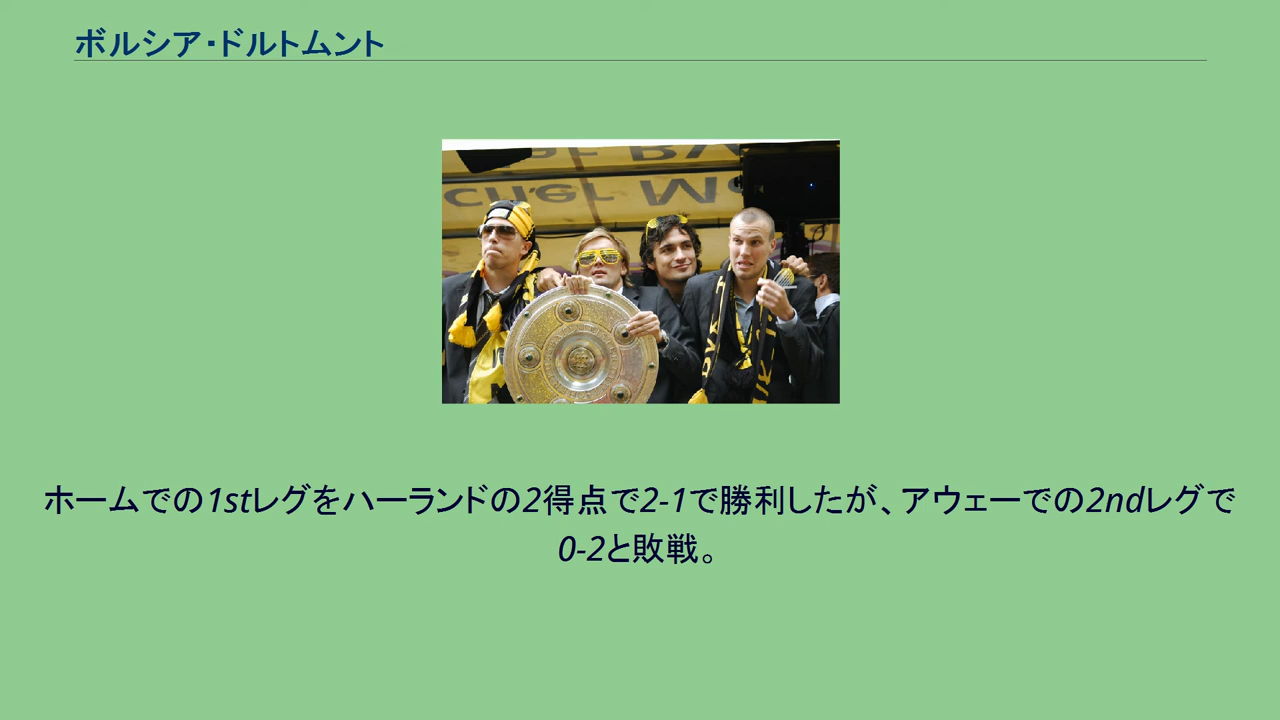 ボルシア・ドルトムント
ホームでの1stレグをハーランドの2得点で2-1で勝利したが、アウェーでの2ndレグで
0-2と敗戦。